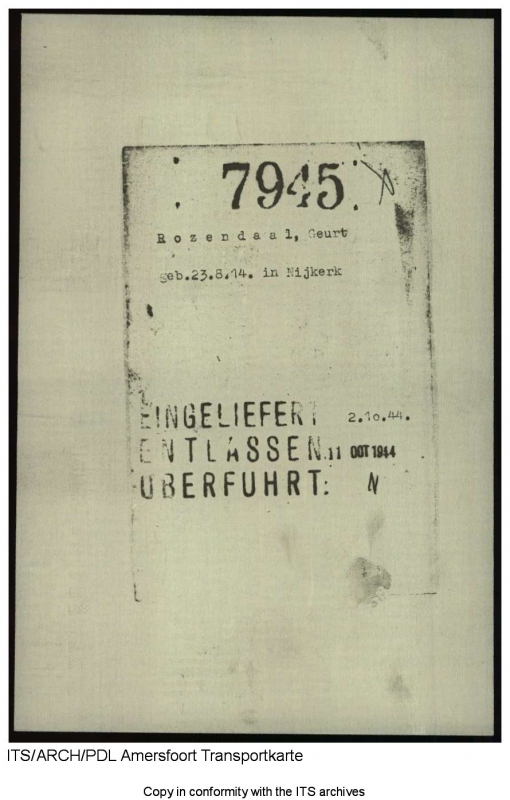 7945. N
Rozendaal, Geurt
geb.23.8.14. in Nijkerk
EINGELIEFERT 2.10.44.
ENTLASSEN. 11 OCT 1944
ÜBERFÜHRT: N
ITS/ARCH/PDL Amersfoort Transportkarte
Copy in conformity with the ITS archives